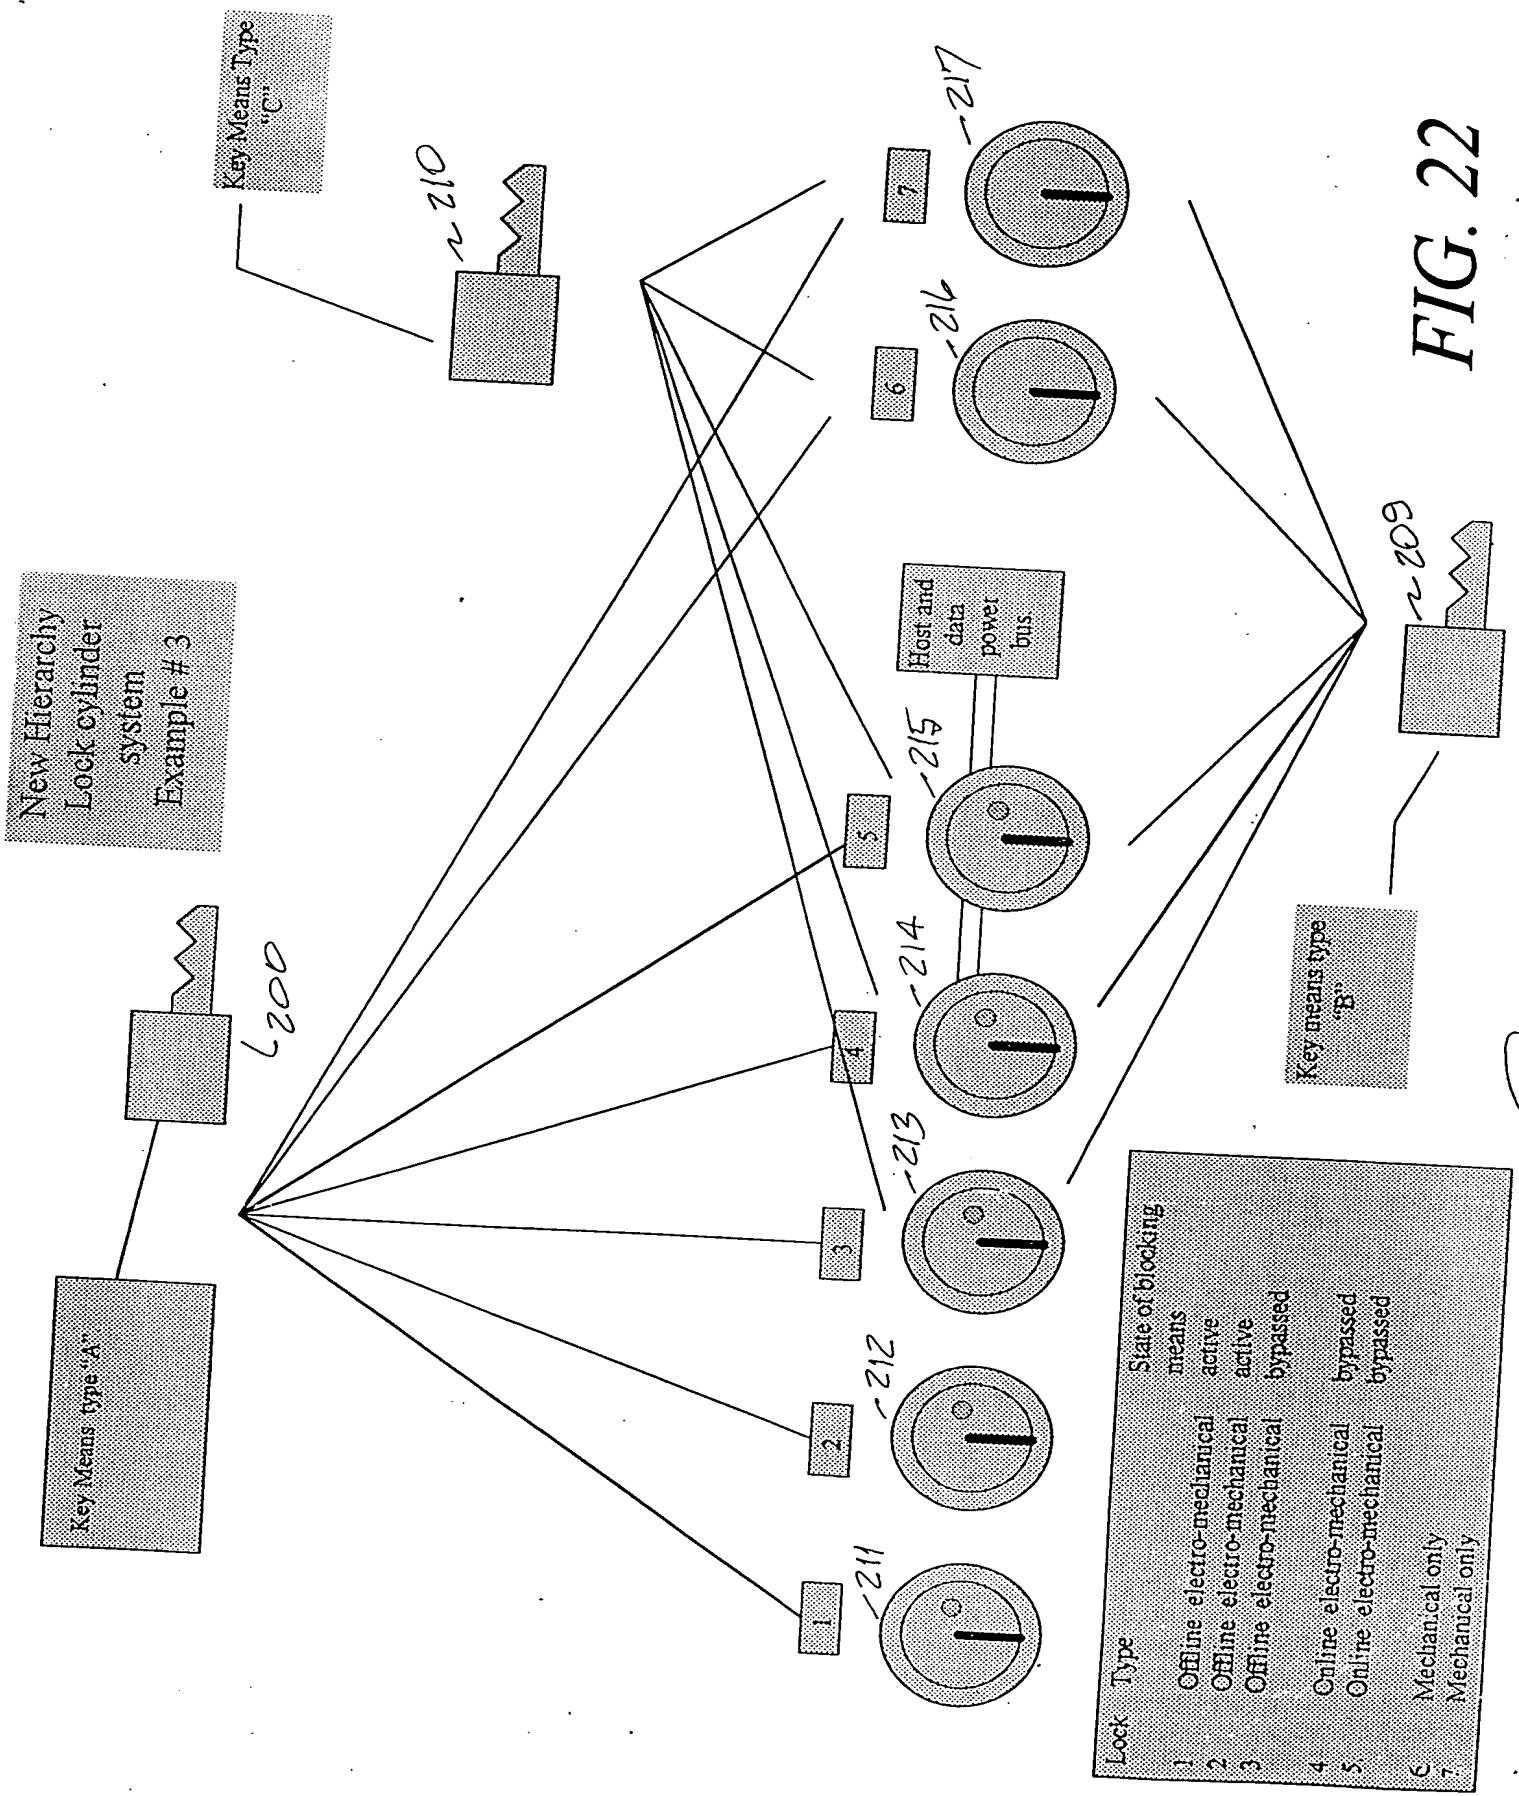 New Hierarchy
Lock cylinder
system
Example # 3
Key Means type "A"
200
Key Means Type
"C"
210
1
2
3
4
5
6
7
211
212
213
214
215
216
217
Host and
data
power
bus
Key means type
"B"
209
Lock Type State of blocking
means
1 Offline electro-mechanical active
2 Offline electro-mechanical active
3 Offline electro-mechanical bypassed
4 Online electro-mechanical bypassed
5. Online electro-mechanical bypassed
6 Mechanical only
7. Mechanical only
FIG. 22